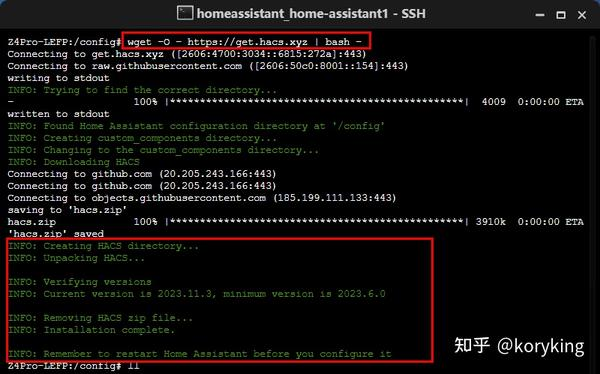 homeassistant_home-assistant1 - SSH
Z4Pro-LEFP:/config# wget -O - https://get.hacs.xyz | bash -
Connecting to get.hacs.xyz ([2606:4700:3034::6815:272a]:443)
Connecting to raw.githubusercontent.com ([2606:50c0:8001::154]:443)
writing to stdout
INFO: Trying to find the correct directory...
-                    100% |*************************************************|  4009  0:00:00 ETA
written to stdout
INFO: Found Home Assistant configuration directory at '/config'
INFO: Creating custom_components directory...
INFO: Changing to the custom_components directory...
INFO: Downloading HACS
Connecting to github.com (20.205.243.166:443)
Connecting to github.com (20.205.243.166:443)
Connecting to objects.githubusercontent.com (185.199.111.133:443)
saving to 'hacs.zip'
hacs.zip             100% |*************************************************| 3910k  0:00:00 ETA
'hacs.zip' saved
INFO: Creating HACS directory...
INFO: Unpacking HACS...
INFO: Verifying versions
INFO: Current version is 2023.11.3, minimum version is 2023.6.0
INFO: Removing HACS zip file...
INFO: Installation complete.
INFO: Remember to restart Home Assistant before you configure it
Z4Pro-LEFP:/config# ll
知乎 @koryking